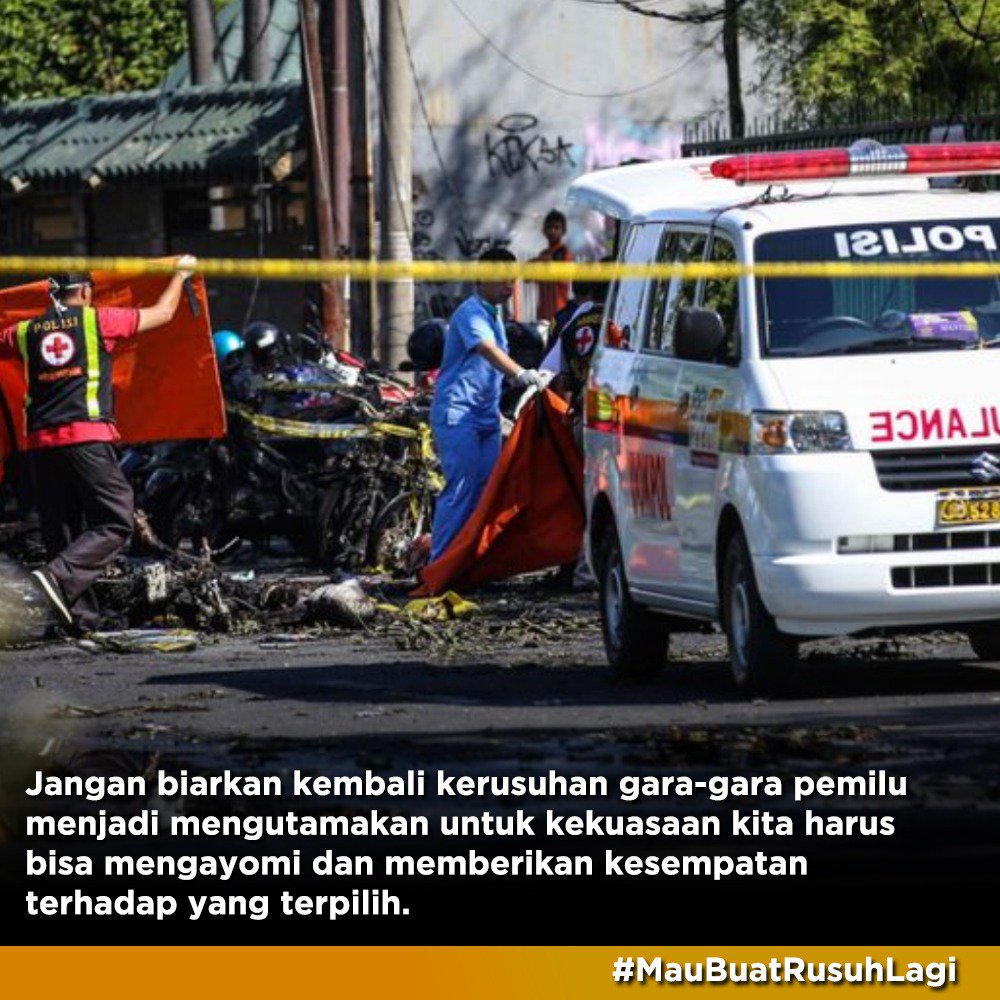 POLISI
POLISI
AMBULANCE
Jangan biarkan kembali kerusuhan gara-gara pemilu
menjadi mengutamakan untuk kekuasaan kita harus
bisa mengayomi dan memberikan kesempatan
terhadap yang terpilih.
#MauBuatRusuhLagi